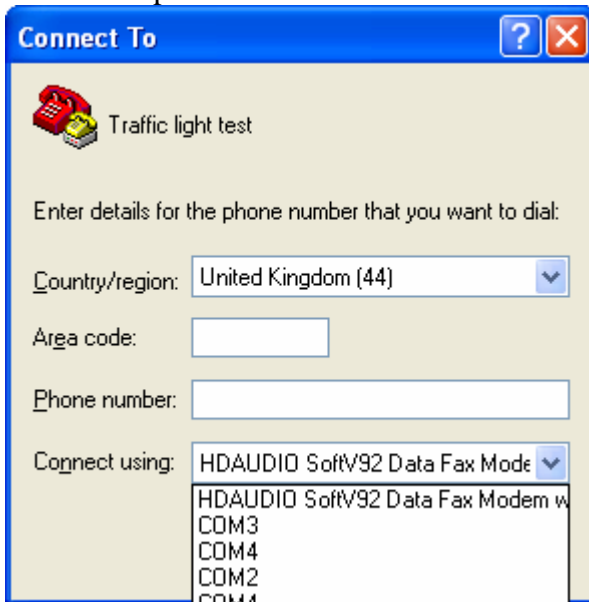 Connect To
Traffic light test
Enter details for the phone number that you want to dial:
Country/region: United Kingdom (44)
Area code:
Phone number:
Connect using: HDAUDIO SoftV92 Data Fax Mode
HDAUDIO SoftV92 Data Fax Modem w
COM3
COM4
COM2